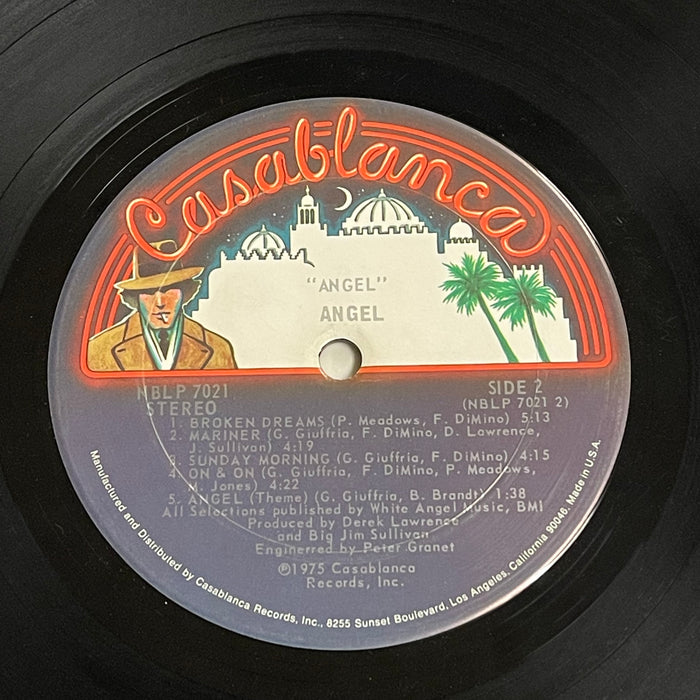 Casablanca
"ANGEL"
ANGEL
NBLP 7021
STEREO
SIDE 2
(NBLP 7021 2)
1. BROKEN DREAMS (P. Meadows, F. DiMino) 5:13
2. MARINER (G. Giuffria, F. DiMino, D. Lawrence,
J. Sullivan) 4:19
3. SUNDAY MORNING (G. Giuffria, F. DiMino) 4:15
4. ON & ON (G. Giuffria, F. DiMino, P. Meadows,
M. Jones) 4:22
5. ANGEL (Theme) (G. Giuffria, B. Brandt) 1:38
All Selections published by White Angel Music, BMI
Produced by Derek Lawrence
and Big Jim Sullivan
Enginerred by Peter Granet
℗1975 Casablanca
Records, Inc.
Manufactured and Distributed by Casablanca Records, Inc., 8255 Sunset Boulevard, Los Angeles, California 90046, Made in U.S.A.